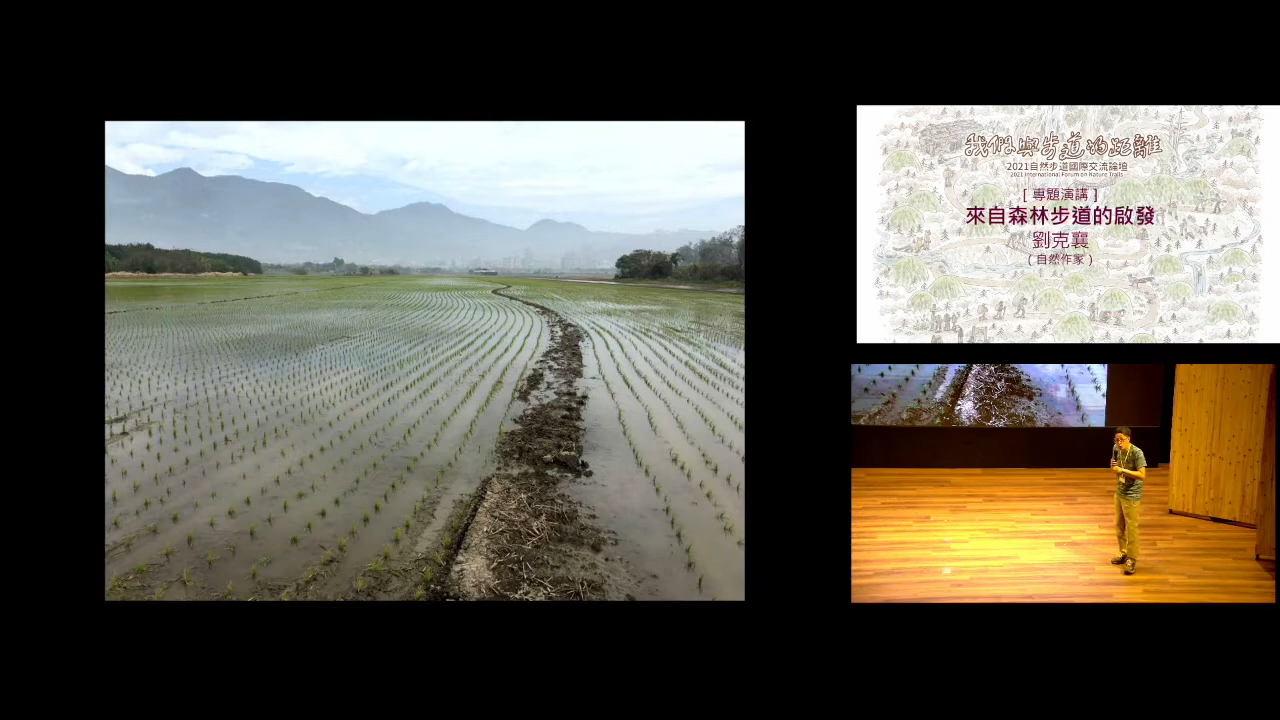 我們與步道的距離
2021自然步道國際交流論壇
2021 International Forum on Nature Trails
[ 專題演講 ]
來自森林步道的啟發
劉克襄
( 自然作家 )